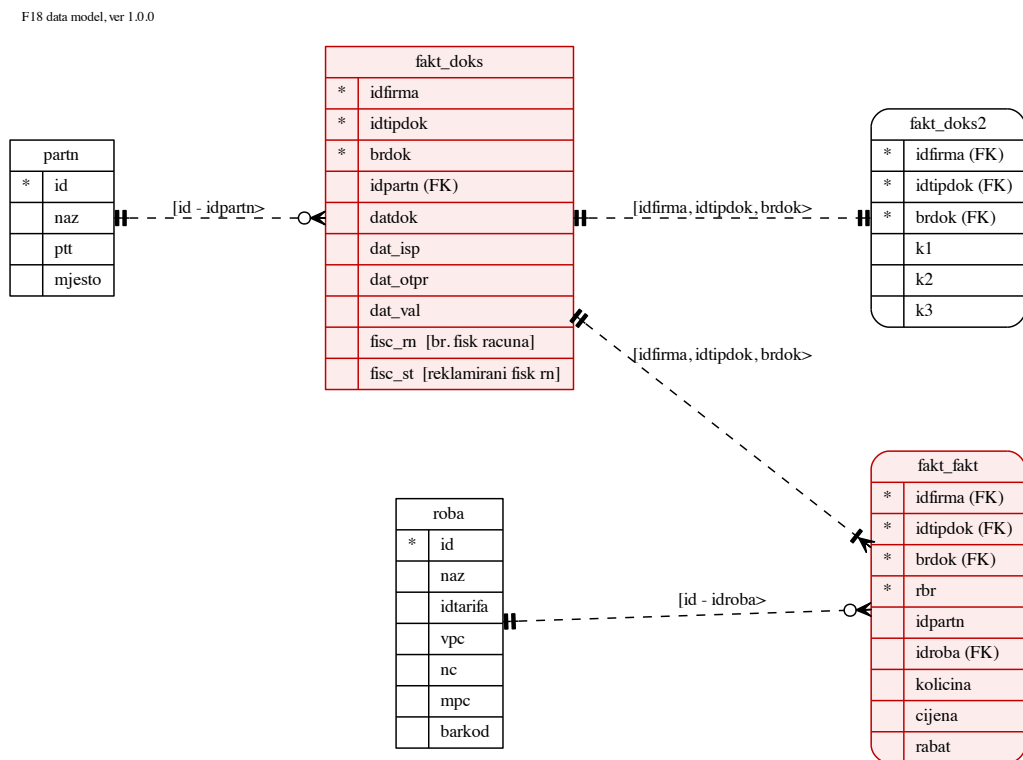 F18 data model, ver 1.0.0
fakt_doks
* idfirma
* idtipdok
* brdok
idpartn (FK)
datdok
dat_isp
dat_otpr
dat_val
fisc_rn [br. fisk racuna]
fisc_st [reklamirani fisk rn]
partn
* id
naz
ptt
mjesto
[id - idpartn>
[idfirma, idtipdok, brdok>
fakt_doks2
* idfirma (FK)
* idtipdok (FK)
* brdok (FK)
k1
k2
k3
[idfirma, idtipdok, brdok>
roba
* id
naz
idtarifa
vpc
nc
mpc
barkod
[id - idroba>
fakt_fakt
* idfirma (FK)
* idtipdok (FK)
* brdok (FK)
* rbr
idpartn
idroba (FK)
kolicina
cijena
rabat